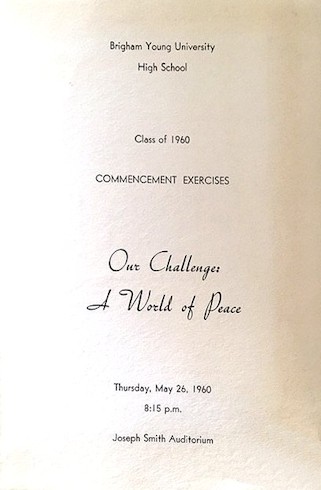 Brigham Young University
High School
Class of 1960
COMMENCEMENT EXERCISES
Our Challenge:
A World of Peace
Thursday, May 26, 1960
8:15 p.m.
Joseph Smith Auditorium